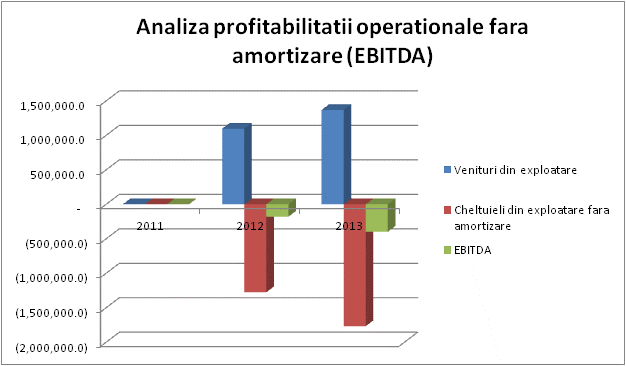 Analiza profitabilitatii operationale fara
amortizare (EBITDA)
1,500,000.0
1,000,000.0
500,000.0
-
(500,000.0)
(1,000,000.0)
(1,500,000.0)
(2,000,000.0)
2011
2012
2013
Venituri din exploatare
Cheltuieli din exploatare fara
amortizare
EBITDA